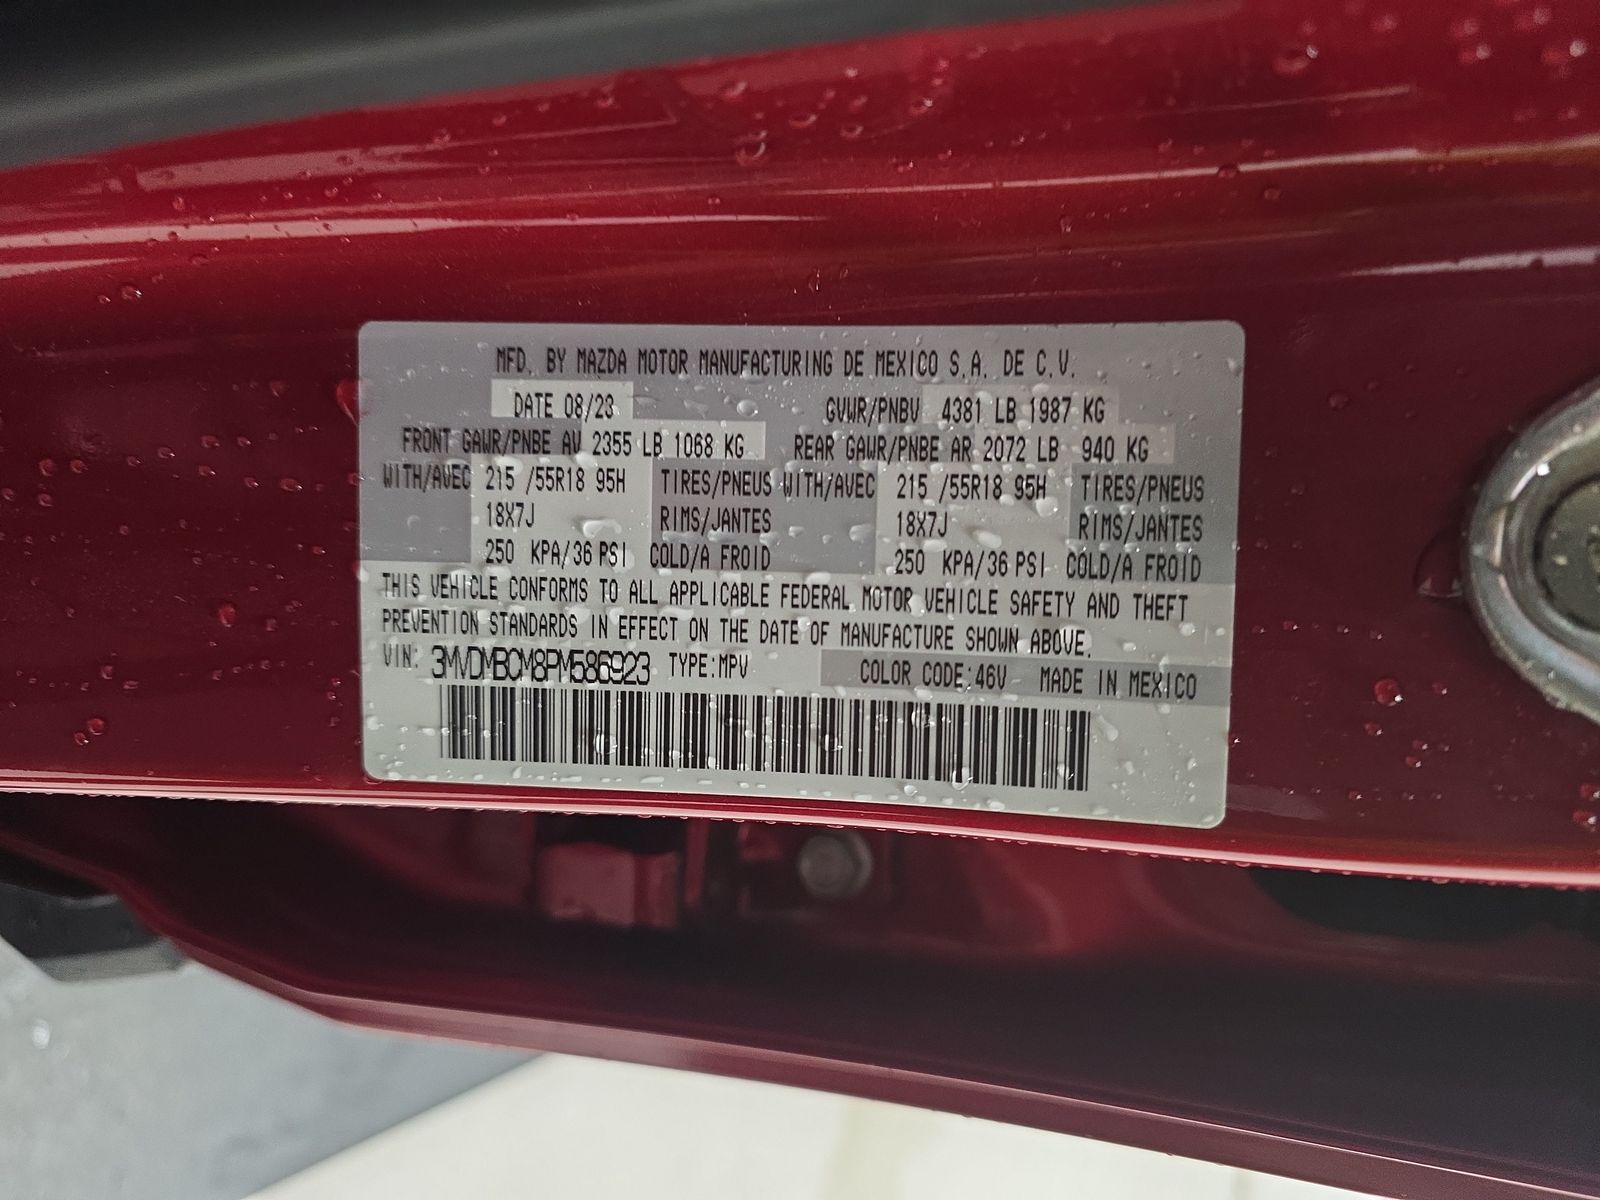 MFD. BY MAZDA MOTOR MANUFACTURING DE MEXICO S.A. DE C.V.
DATE 08/23 GVWR/PNBV 4381 LB 1987 KG
FRONT GAWR/PNBE AV 2355 LB 1068 KG REAR GAWR/PNBE AR 2072 LB 940 KG
WITH/AVEC 215 /55R18 95H TIRES/PNEUS WITH/AVEC 215 /55R18 95H TIRES/PNEUS
18X7J RIMS/JANTES 18X7J RIMS/JANTES
250 KPA/36 PSI COLD/A FROID 250 KPA/36 PSI COLD/A FROID
THIS VEHICLE CONFORMS TO ALL APPLICABLE FEDERAL MOTOR VEHICLE SAFETY AND THEFT
PREVENTION STANDARDS IN EFFECT ON THE DATE OF MANUFACTURE SHOWN ABOVE.
VIN: 3MVDMBCM8PM586923 TYPE:MPV COLOR CODE:46V MADE IN MEXICO